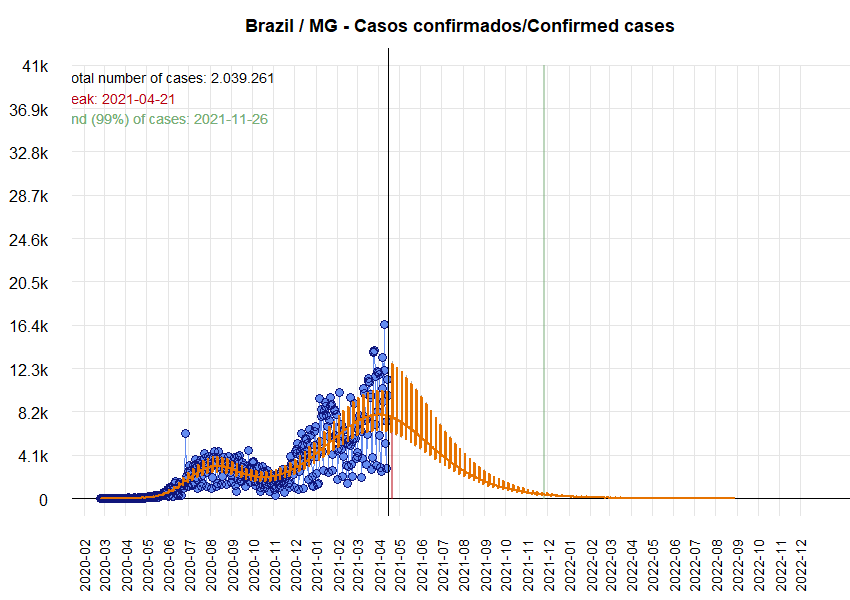 Brazil / MG - Casos confirmados/Confirmed cases
otal number of cases: 2.039.261
eak: 2021-04-21
nd (99%) of cases: 2021-11-26
41k
36.9k
32.8k
28.7k
24.6k
20.5k
16.4k
12.3k
8.2k
4.1k
0
2020-02
2020-03
2020-04
2020-05
2020-06
2020-07
2020-08
2020-09
2020-10
2020-11
2020-12
2021-01
2021-02
2021-03
2021-04
2021-05
2021-06
2021-07
2021-08
2021-09
2021-10
2021-11
2021-12
2022-01
2022-02
2022-03
2022-04
2022-05
2022-06
2022-07
2022-08
2022-09
2022-10
2022-11
2022-12